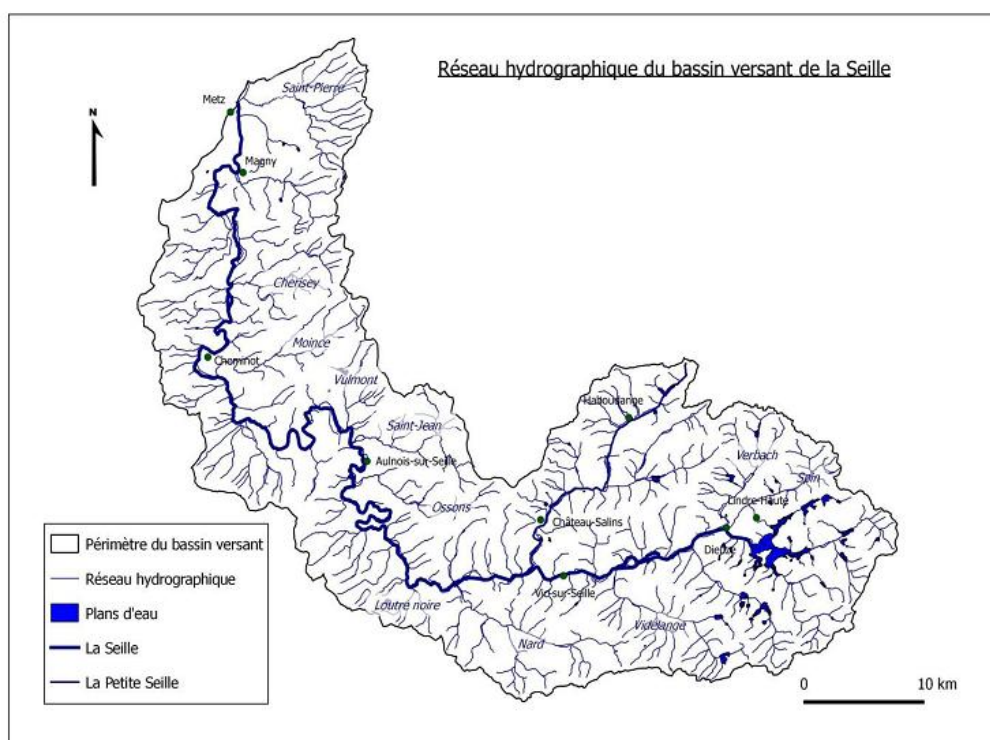 Réseau hydrographique du bassin versant de la Seille
Saint-Pierre
Metz
N
Magny
Cherisey
Moince
Cheminot
Vulmont
Haboudange
Saint-Jean
Verbach
Aulnois-sur-Seille
Spin
Lindre-Haute
Ossons
Château-Salins
Dieuze
Vic-sur-Seille
Loutre noire
Videlange
Nard
Périmètre du bassin versant
Réseau hydrographique
Plans d'eau
La Seille
La Petite Seille
0 10 km